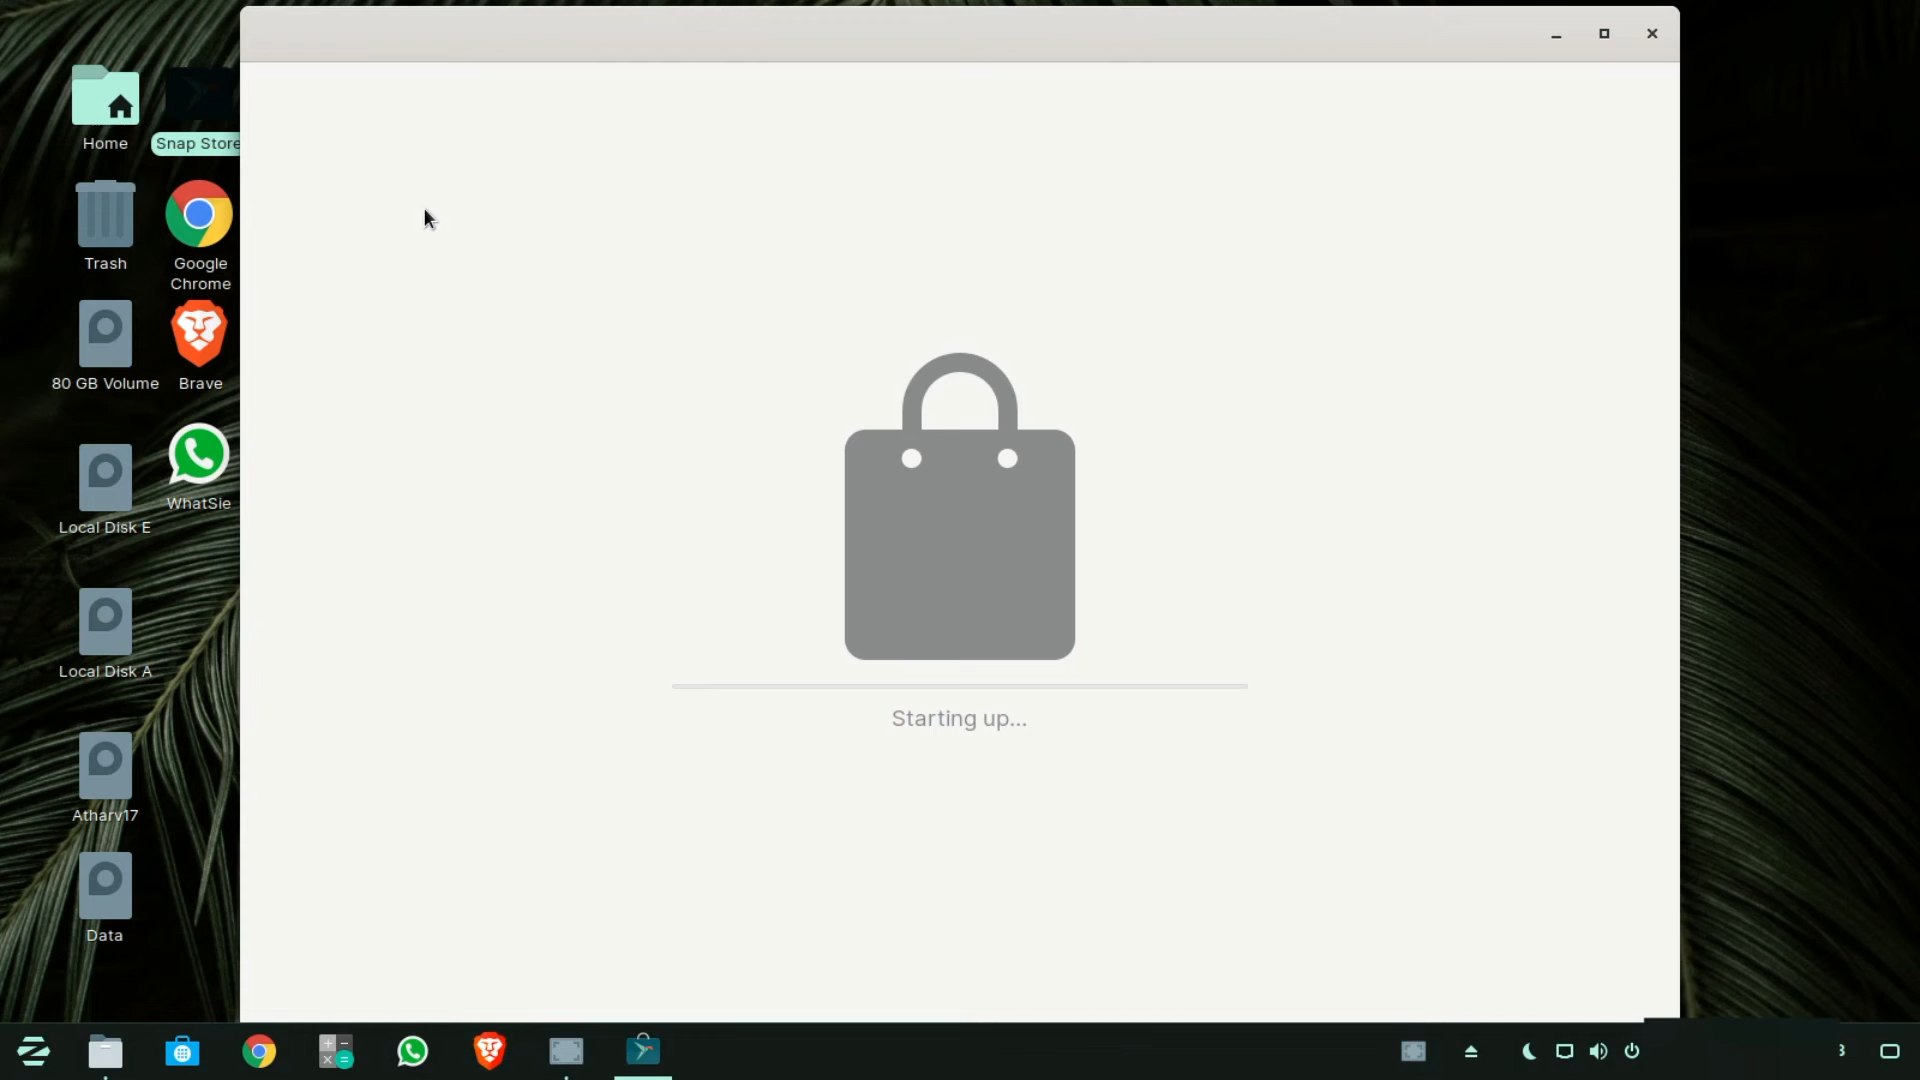 Home
Snap Store
Trash
Google
Chrome
80 GB Volume
Brave
Local Disk E
WhatSie
Local Disk A
Atharv17
Data
Starting up...
3